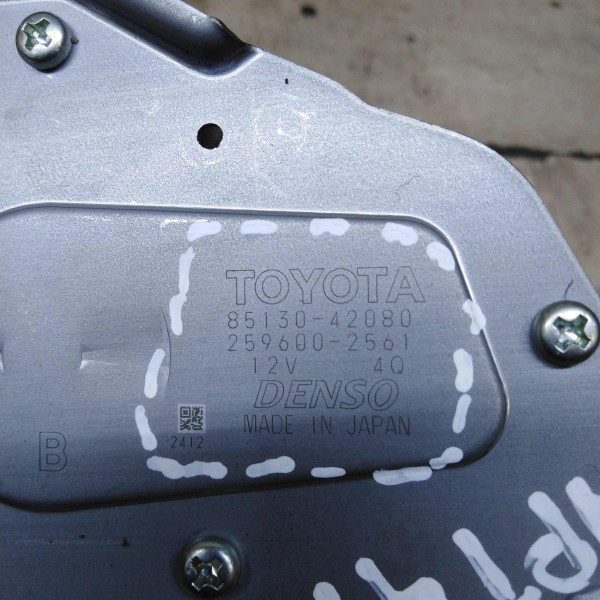 TOYOTA
85130-42080
259600-2561
12V 4Q
DENSO
MADE IN JAPAN
2412
B